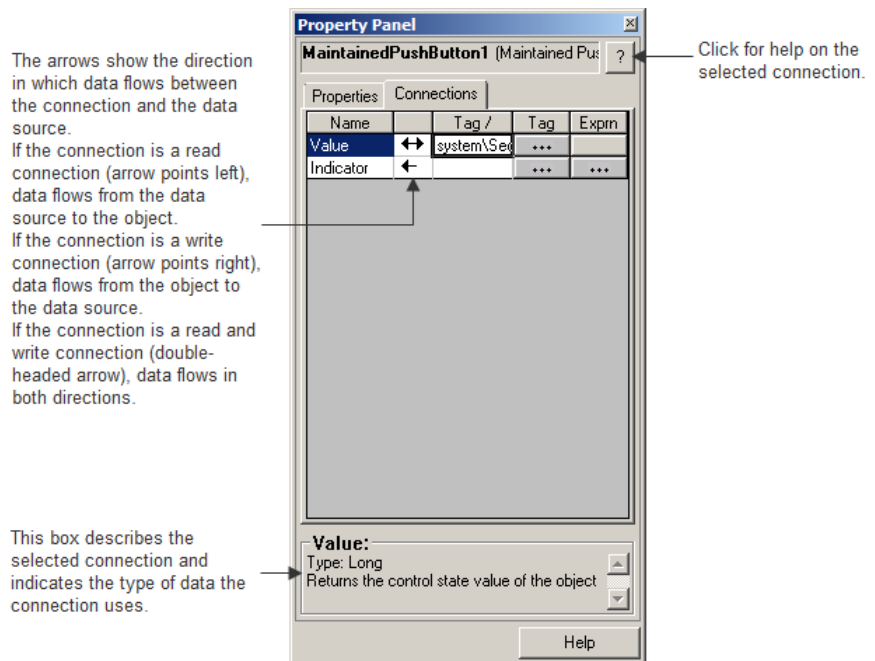 Property Panel
MaintainedPushButton1 (Maintained Pus
?
Click for help on the
selected connection.
The arrows show the direction
in which data flows between
the connection and the data
source.
If the connection is a read
connection (arrow points left),
data flows from the data
source to the object.
If the connection is a write
connection (arrow points right),
data flows from the object to
the data source.
If the connection is a read and
write connection (double-
headed arrow), data flows in
both directions.
Properties Connections
Name Tag / Tag Exprn
Value ↔ system\Sec ...
Indicator ← ... ...
This box describes the
selected connection and
indicates the type of data the
connection uses.
Value:
Type: Long
Returns the control state value of the object
Help